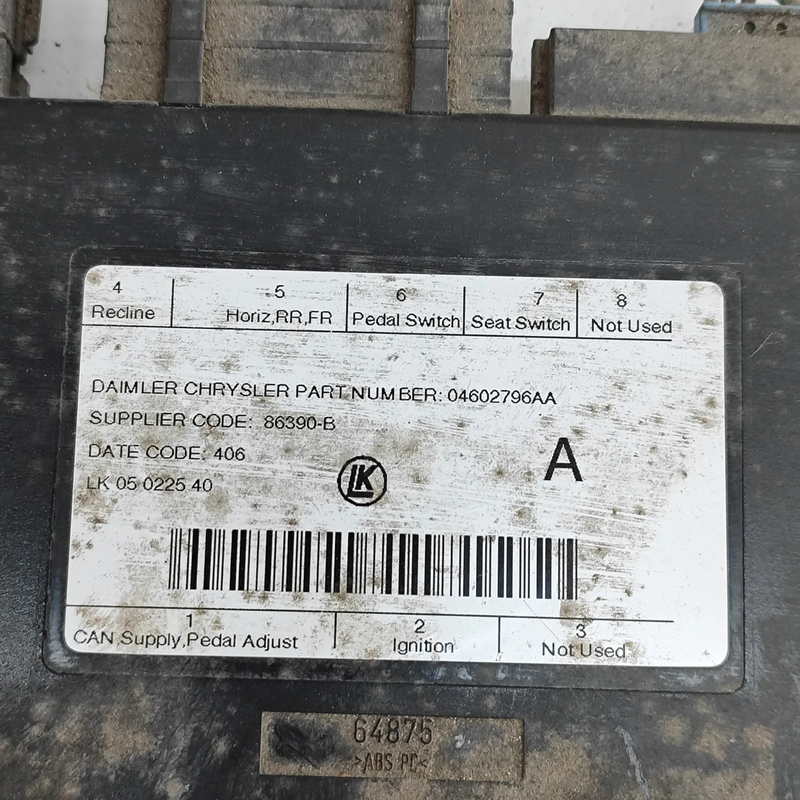 4 5 6 7 8
Recline Horiz,RR,FR Pedal Switch Seat Switch Not Used
DAIMLER CHRYSLER PART NUMBER: 04602796AA
SUPPLIER CODE: 86390-B
DATE CODE: 406
A
LK 05 0225 40
LK
1 2 3
CAN Supply,Pedal Adjust Ignition Not Used
64875
>ABS PC<